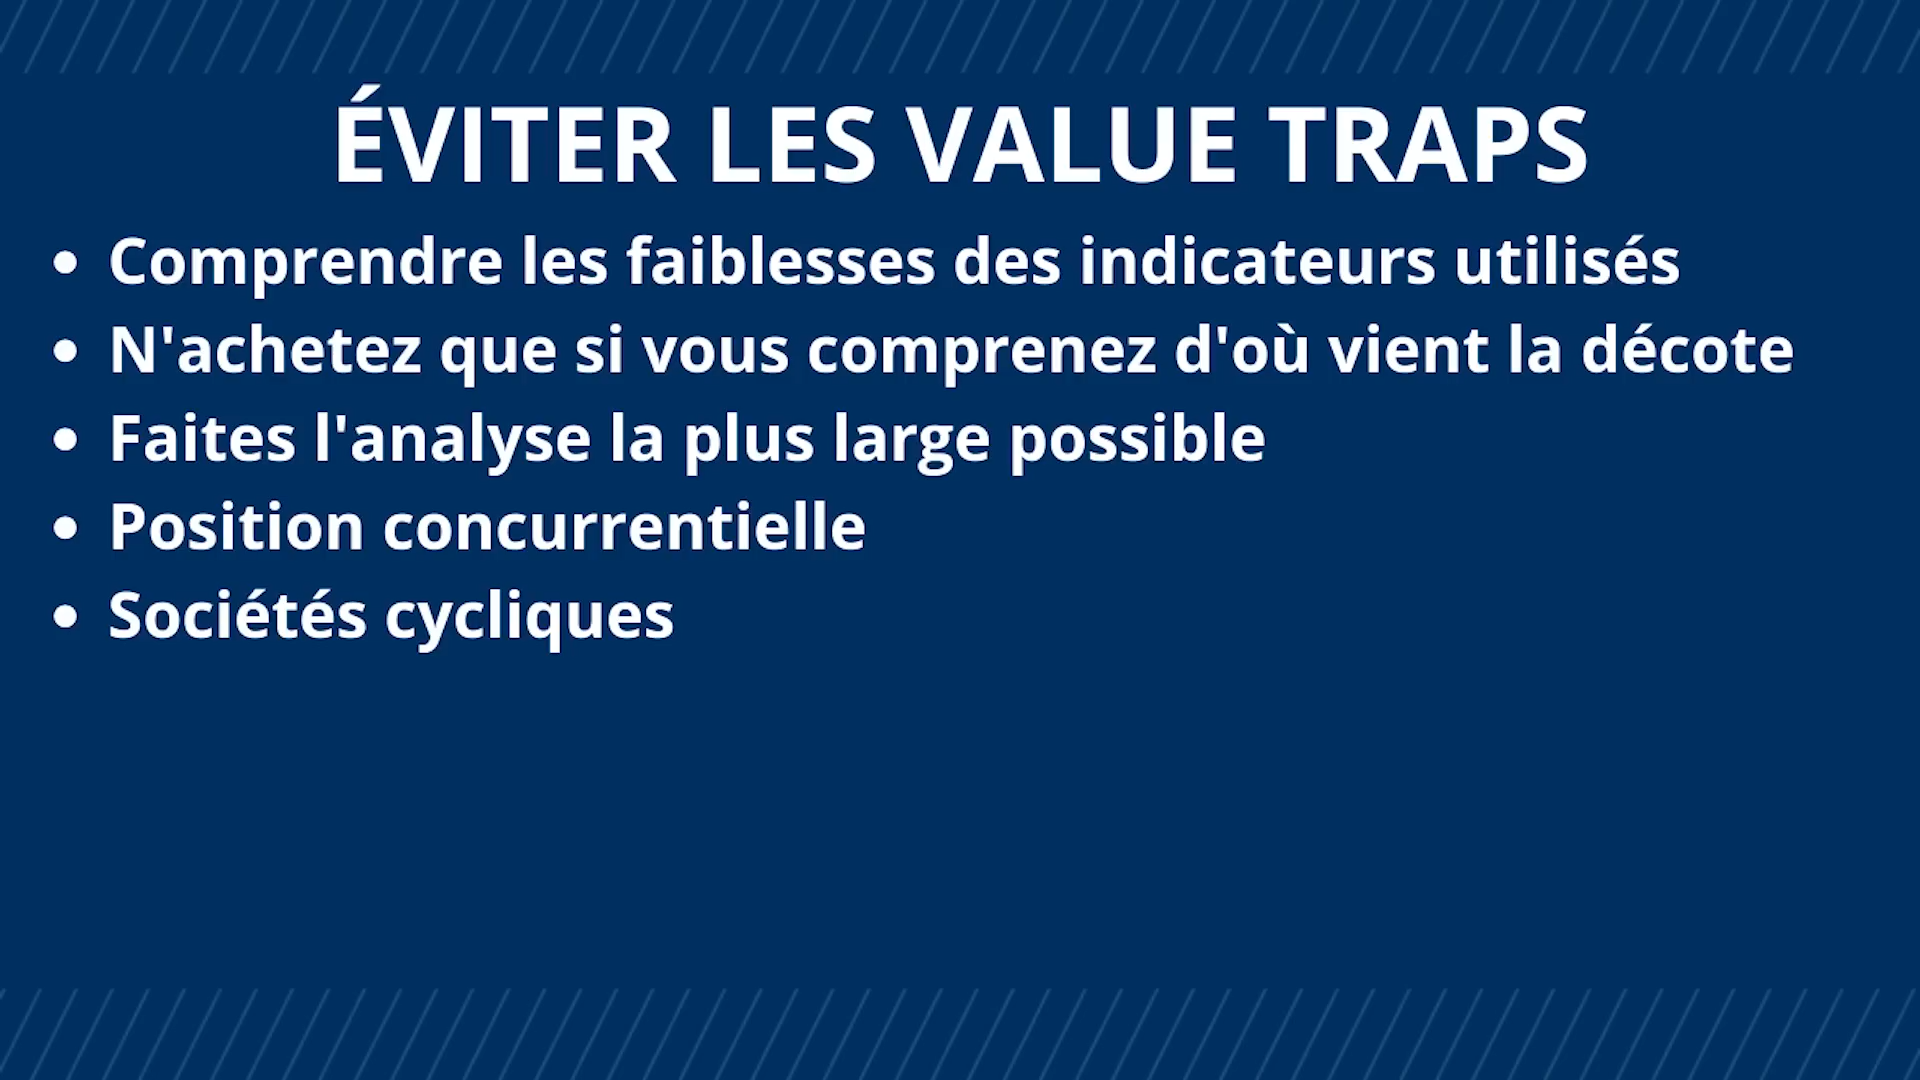 ÉVITER LES VALUE TRAPS
• Comprendre les faiblesses des indicateurs utilisés
• N'achetez que si vous comprenez d'où vient la décote
• Faites l'analyse la plus large possible
• Position concurrentielle
• Sociétés cycliques